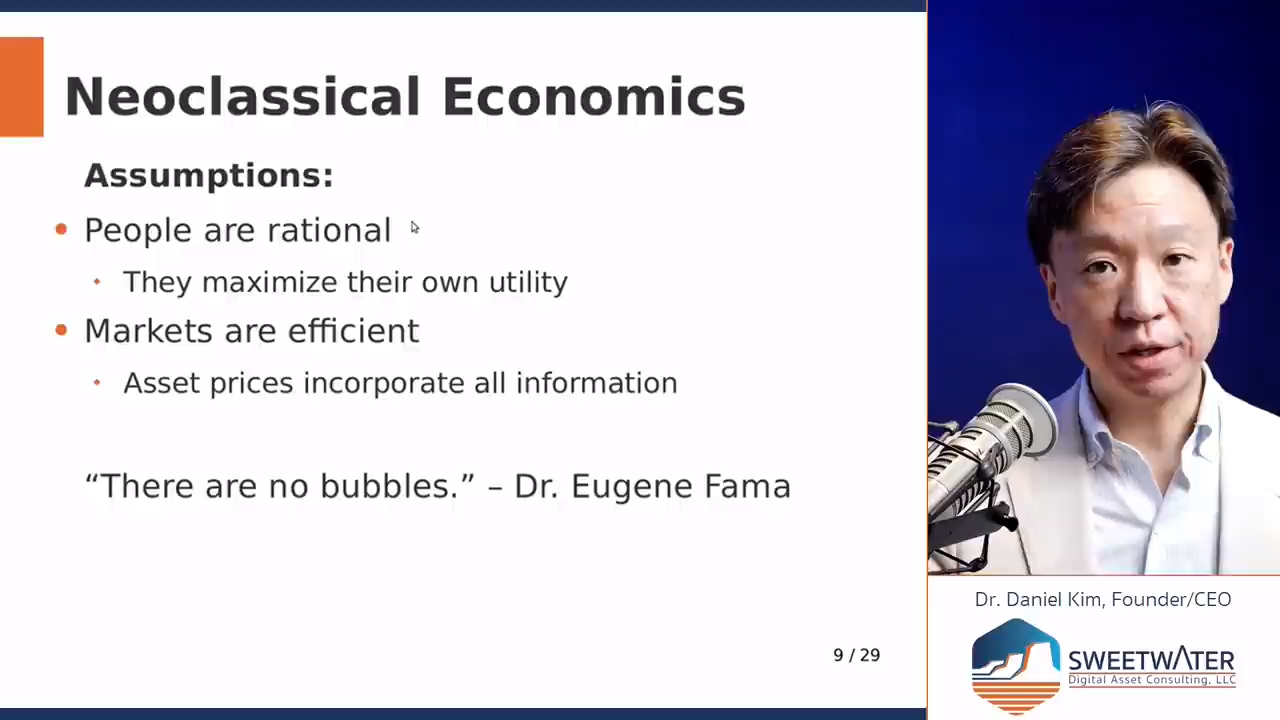 Neoclassical Economics
Assumptions:
People are rational
They maximize their own utility
Markets are efficient
Asset prices incorporate all information
“There are no bubbles.” – Dr. Eugene Fama
9 / 29
Dr. Daniel Kim, Founder/CEO
SWEETWATER
Digital Asset Consulting, LLC